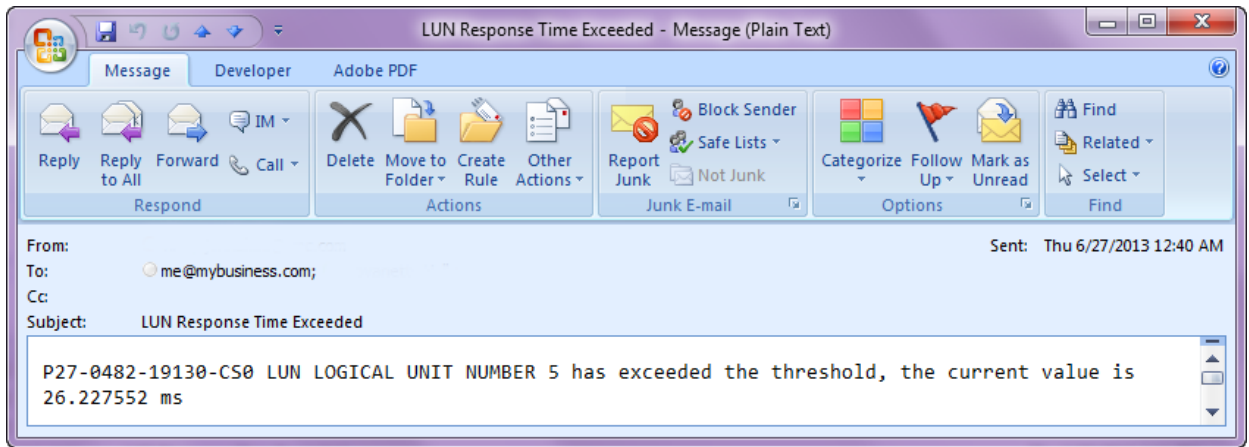 LUN Response Time Exceeded - Message (Plain Text)
Message Developer Adobe PDF
Reply
Reply to All
Forward
IM
Call
Respond
Delete
Move to Folder
Create Rule
Other Actions
Actions
Report Junk
Block Sender
Safe Lists
Not Junk
Junk E-mail
Categorize
Follow Up
Mark as Unread
Options
Find
Related
Select
Find
From:
Sent: Thu 6/27/2013 12:40 AM
To: me@mybusiness.com;
Cc:
Subject: LUN Response Time Exceeded
P27-0482-19130-CS0 LUN LOGICAL UNIT NUMBER 5 has exceeded the threshold, the current value is
26.227552 ms